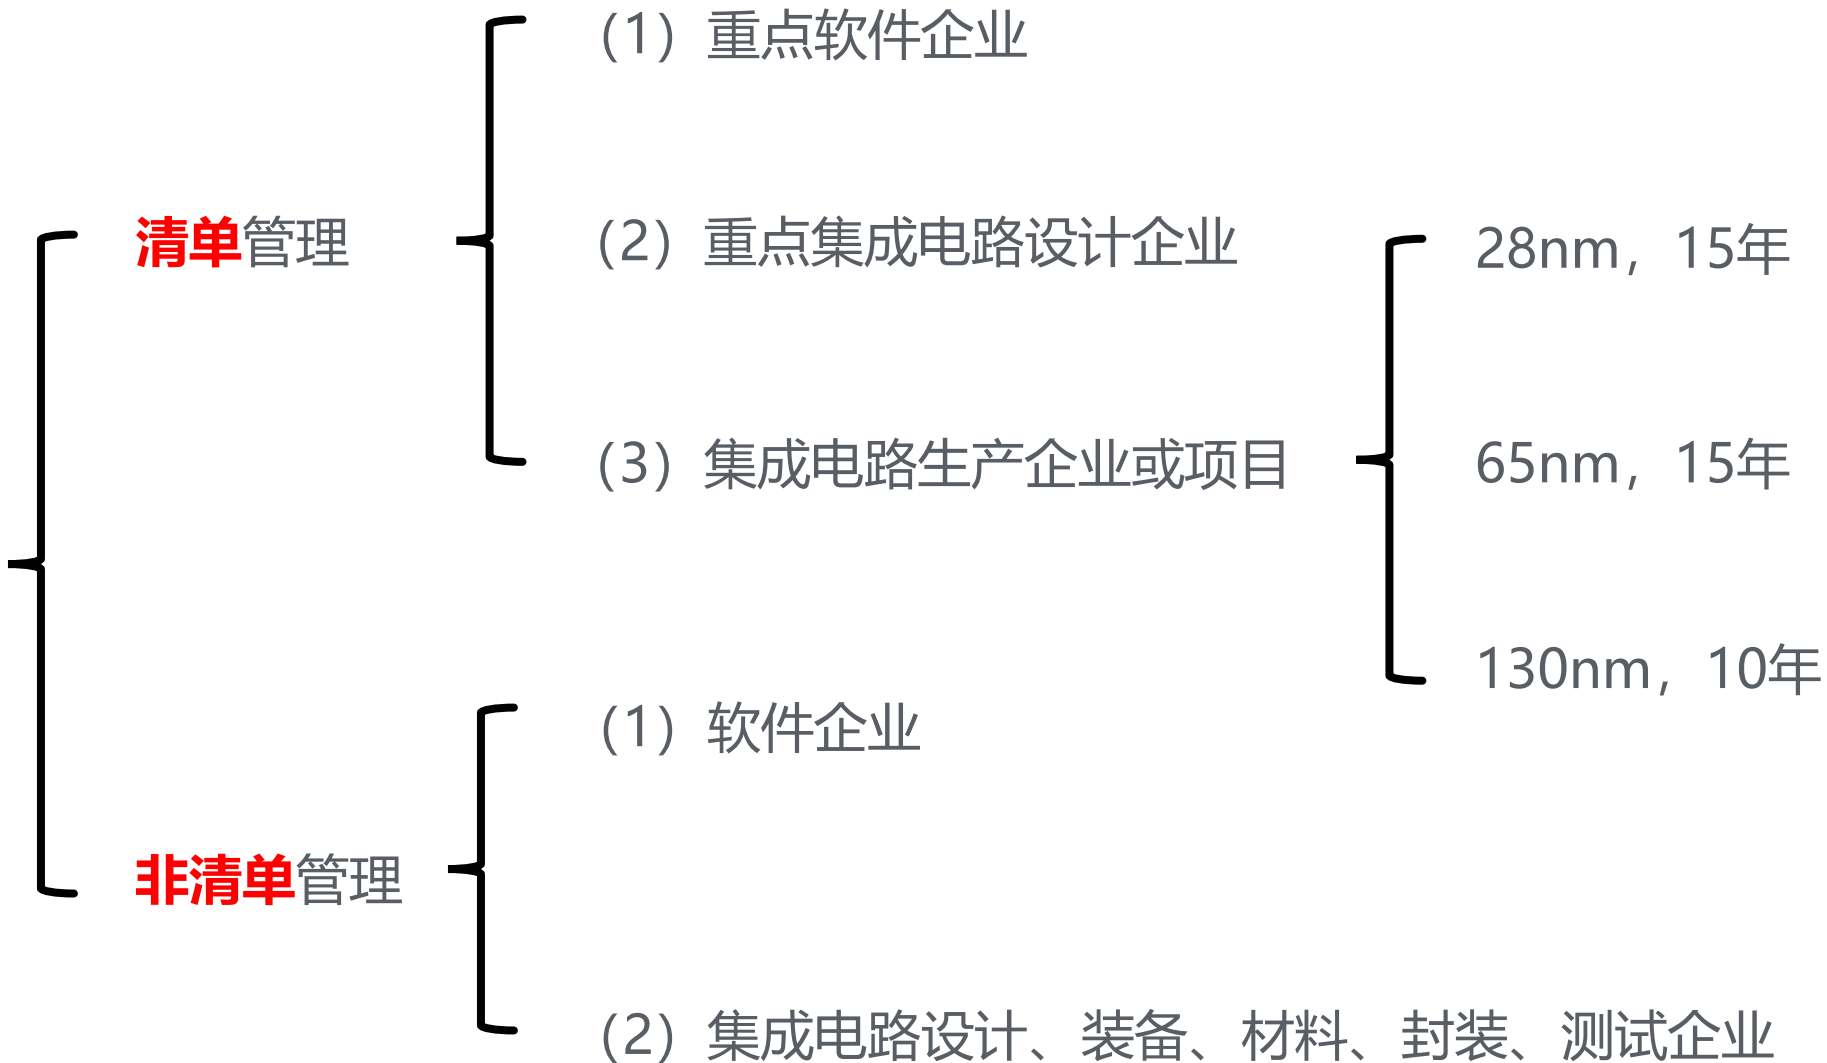 清单管理
（1）重点软件企业
（2）重点集成电路设计企业
（3）集成电路生产企业或项目
28nm，15年
65nm，15年
130nm，10年
非清单管理
（1）软件企业
（2）集成电路设计、装备、材料、封装、测试企业